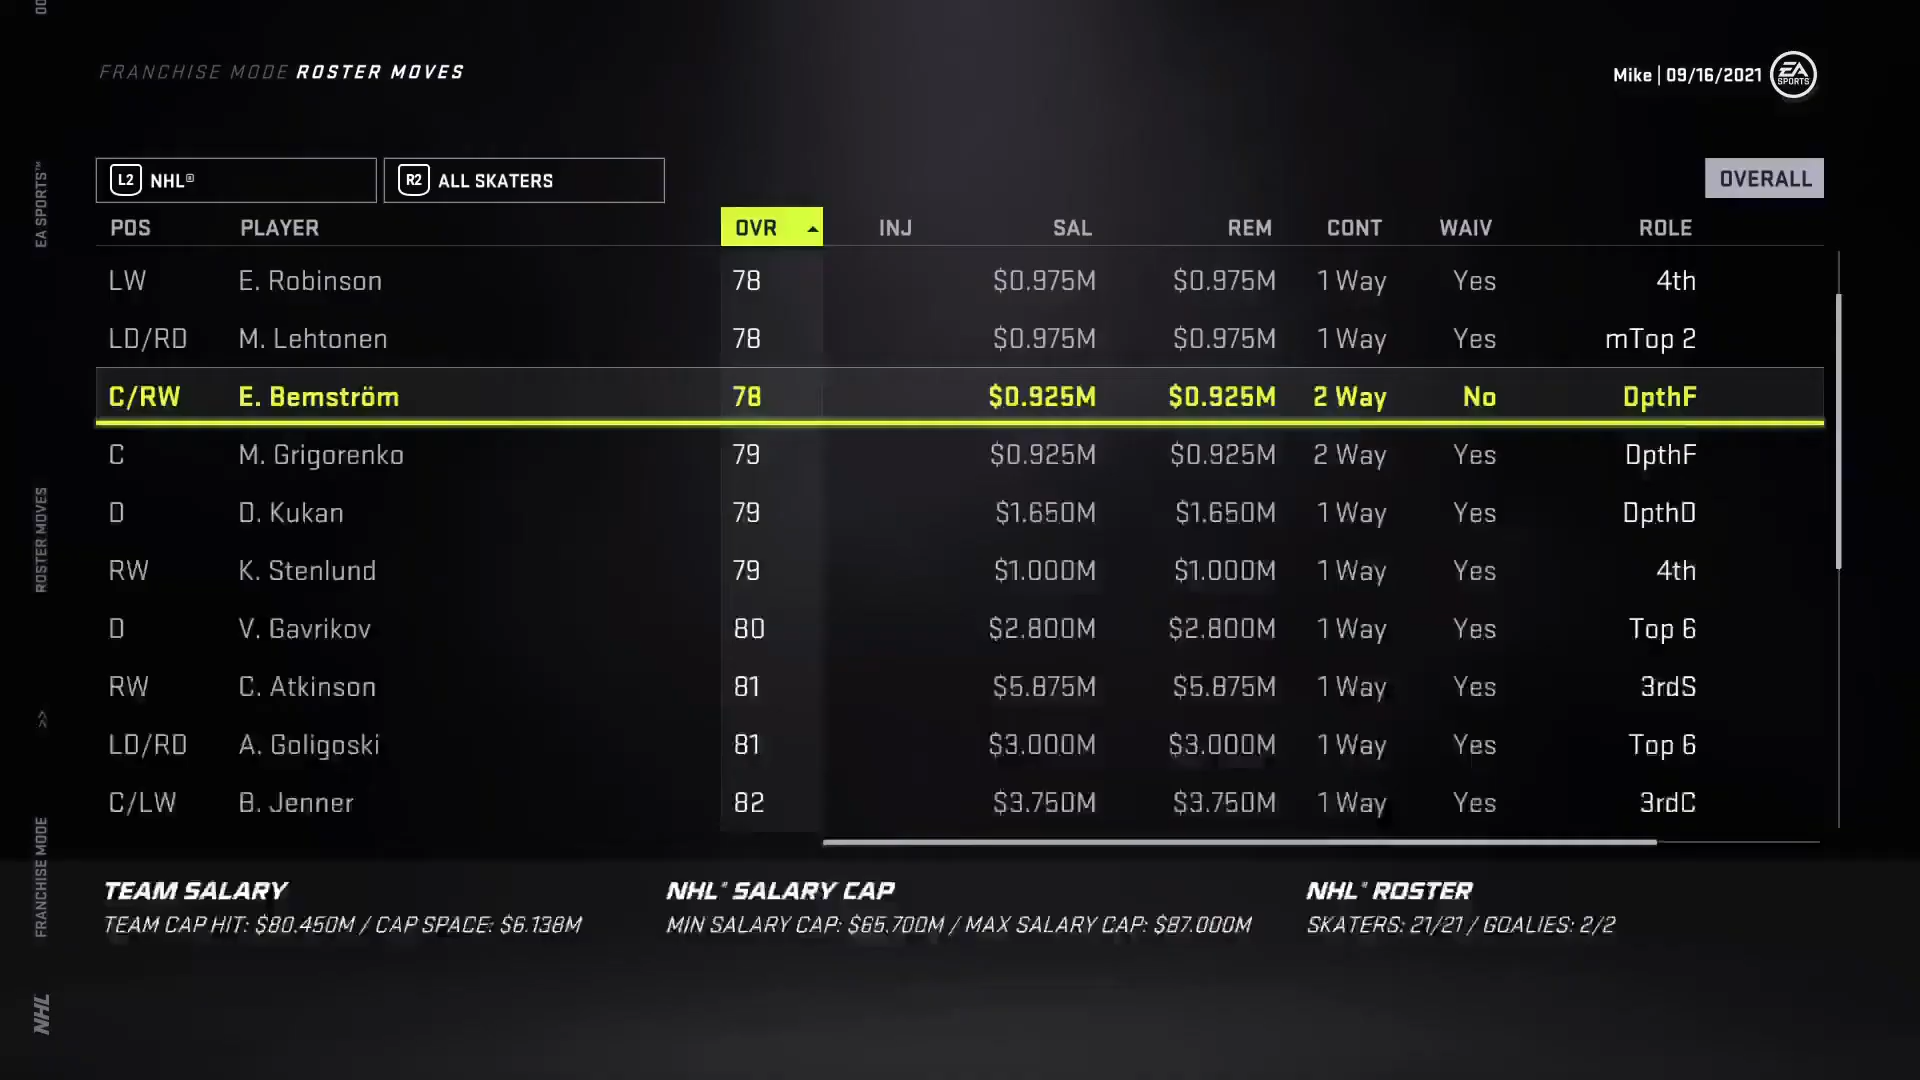 FRANCHISE MODE ROSTER MOVES
Mike | 09/16/2021
EA SPORTS
L2 NHL®
R2 ALL SKATERS
OVERALL
POS PLAYER OVR INJ SAL REM CONT WAIV ROLE
LW E. Robinson 78 $0.975M $0.975M 1 Way Yes 4th
LD/RD M. Lehtonen 78 $0.975M $0.975M 1 Way Yes mTop 2
C/RW E. Bemström 78 $0.925M $0.925M 2 Way No DpthF
C M. Grigorenko 79 $0.925M $0.925M 2 Way Yes DpthF
D D. Kukan 79 $1.650M $1.650M 1 Way Yes DpthD
RW K. Stenlund 79 $1.000M $1.000M 1 Way Yes 4th
D V. Gavrikov 80 $2.800M $2.800M 1 Way Yes Top 6
RW C. Atkinson 81 $5.875M $5.875M 1 Way Yes 3rdS
LD/RD A. Goligoski 81 $3.000M $3.000M 1 Way Yes Top 6
C/LW B. Jenner 82 $3.750M $3.750M 1 Way Yes 3rdC
TEAM SALARY
TEAM CAP HIT: $80.450M / CAP SPACE: $6.138M
NHL® SALARY CAP
MIN SALARY CAP: $65.700M / MAX SALARY CAP: $87.000M
NHL® ROSTER
SKATERS: 21/21 / GOALIES: 2/2
NHL
FRANCHISE MODE
>>
ROSTER MOVES
EA SPORTS™